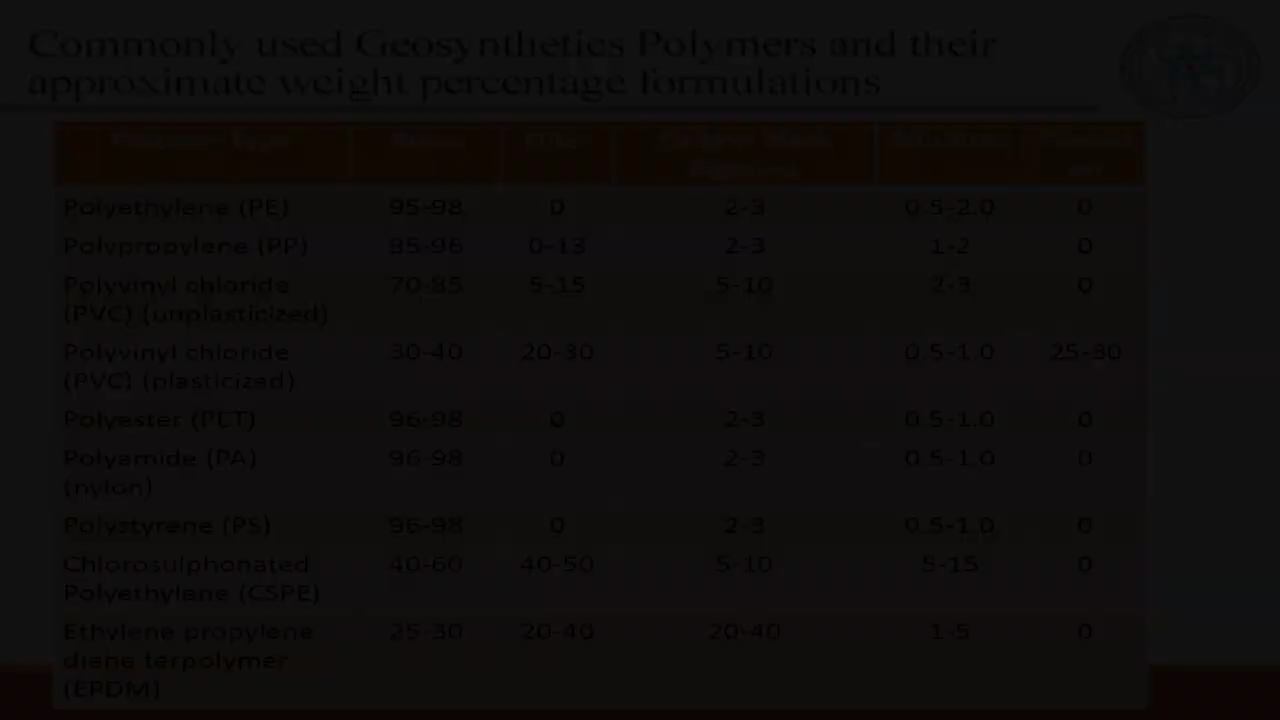 Commonly used Geosynthetics Polymers and their
approximate weight percentage formulations
Type
Polyethylene (PE) 95-98 0 2-3 0.5-2.0 0
Polypropylene (PP) 85-96 0-13 2-3 1-2 0
Polyvinyl chloride 70-85 5-15 5-10 2-3 0
(PVC) (unplasticized)
Polyvinyl chloride 30-40 20-30 5-10 0.5-1.0 25-30
(PVC) (plasticized)
Polyester (PET) 96-98 0 2-3 0.5-1.0 0
Polyamide (PA) 96-98 0 2-3 0.5-1.0 0
(nylon)
Polystyrene (PS) 96-98 0 2-3 0.5-1.0 0
Chlorosulphonated 40-60 40-50 5-10 5-15 0
Polyethylane (CSPE)
Ethylene propylene 25-30 20-40 20-40 1-5 0
diene terpolymer
(EPDM)